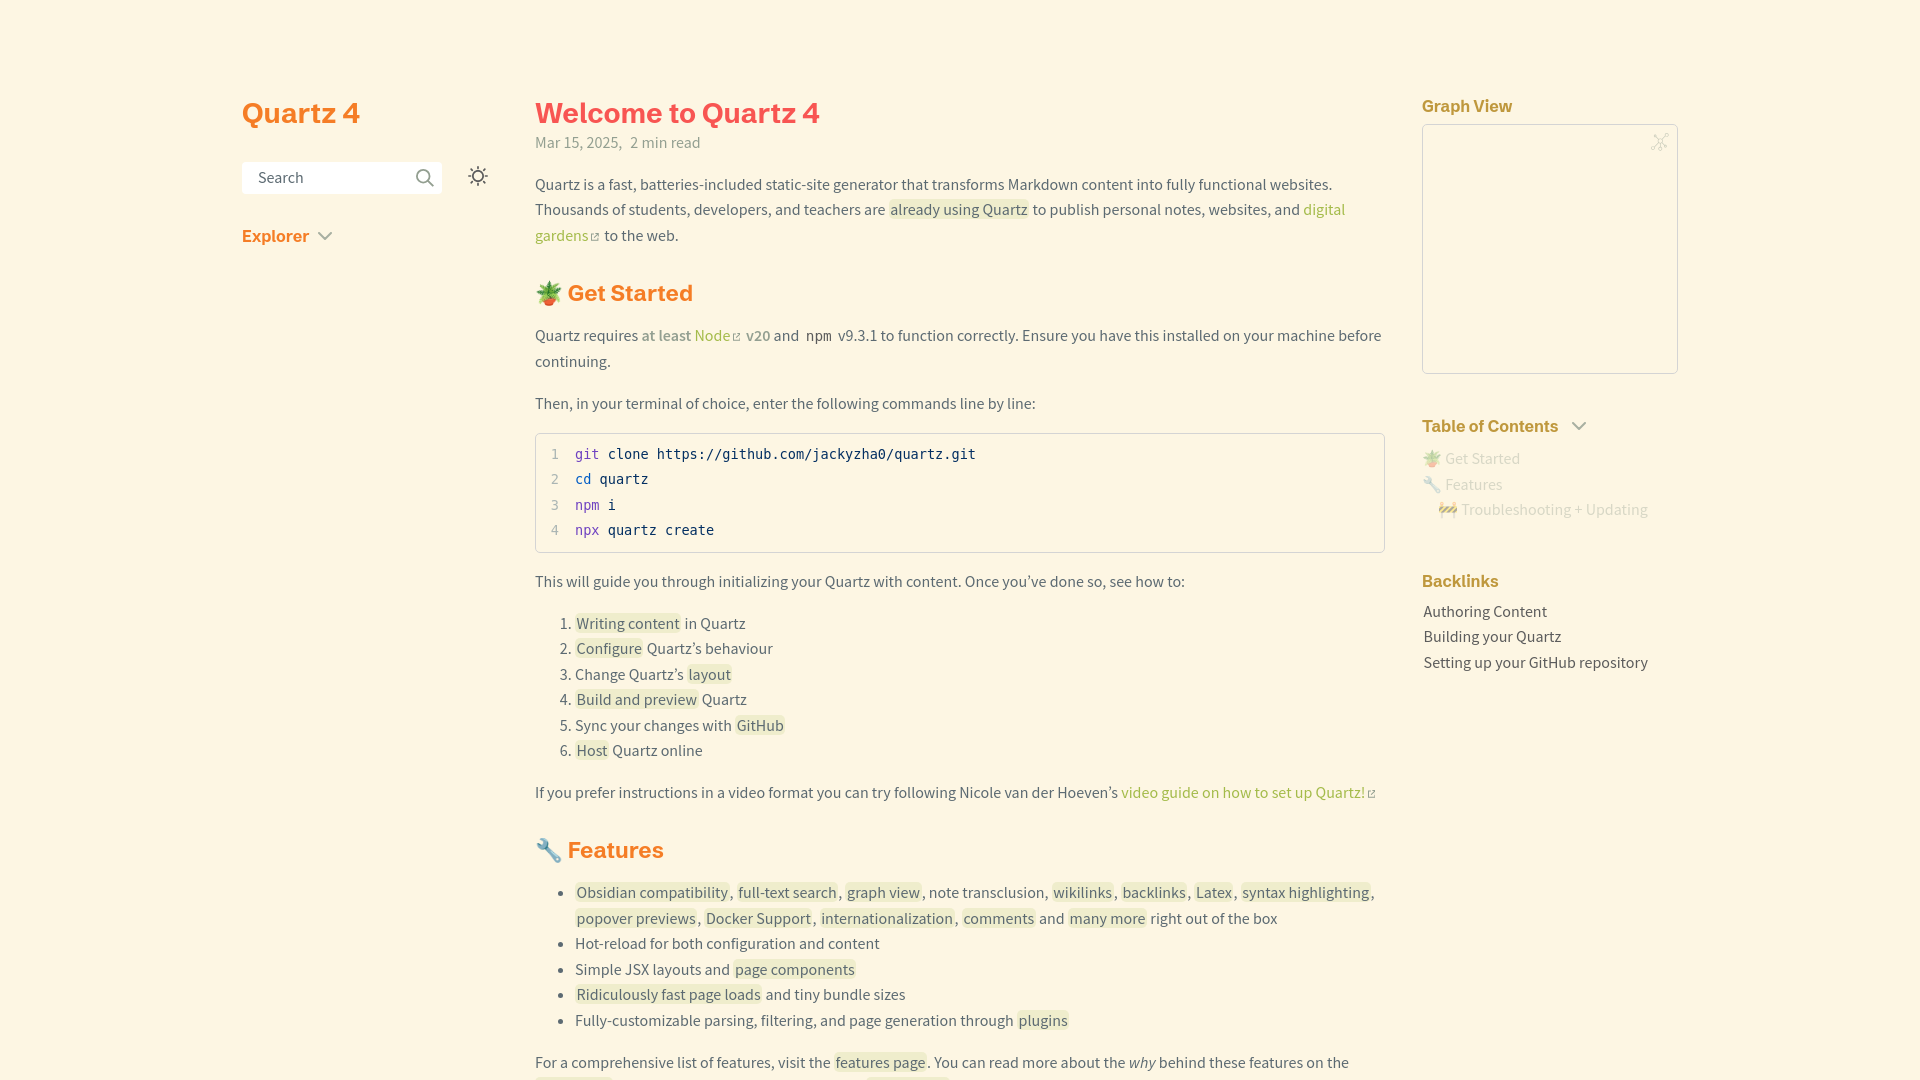 Quartz 4
Search
Explorer
Welcome to Quartz 4
Mar 15, 2025, 2 min read
Quartz is a fast, batteries-included static-site generator that transforms Markdown content into fully functional websites.
Thousands of students, developers, and teachers are already using Quartz to publish personal notes, websites, and digital
gardens to the web.
🪴 Get Started
Quartz requires at least Node v20 and npm v9.3.1 to function correctly. Ensure you have this installed on your machine before
continuing.
Then, in your terminal of choice, enter the following commands line by line:
1 git clone https://github.com/jackyzha0/quartz.git
2 cd quartz
3 npm i
4 npx quartz create
This will guide you through initializing your Quartz with content. Once you’ve done so, see how to:
1. Writing content in Quartz
2. Configure Quartz’s behaviour
3. Change Quartz’s layout
4. Build and preview Quartz
5. Sync your changes with GitHub
6. Host Quartz online
If you prefer instructions in a video format you can try following Nicole van der Hoeven’s video guide on how to set up Quartz!
🔧 Features
• Obsidian compatibility, full-text search, graph view, note transclusion, wikilinks, backlinks, Latex, syntax highlighting,
popover previews, Docker Support, internationalization, comments and many more right out of the box
• Hot-reload for both configuration and content
• Simple JSX layouts and page components
• Ridiculously fast page loads and tiny bundle sizes
• Fully-customizable parsing, filtering, and page generation through plugins
For a comprehensive list of features, visit the features page. You can read more about the why behind these features on the
Graph View
Table of Contents
🪴 Get Started
🔧 Features
🚧 Troubleshooting + Updating
Backlinks
Authoring Content
Building your Quartz
Setting up your GitHub repository